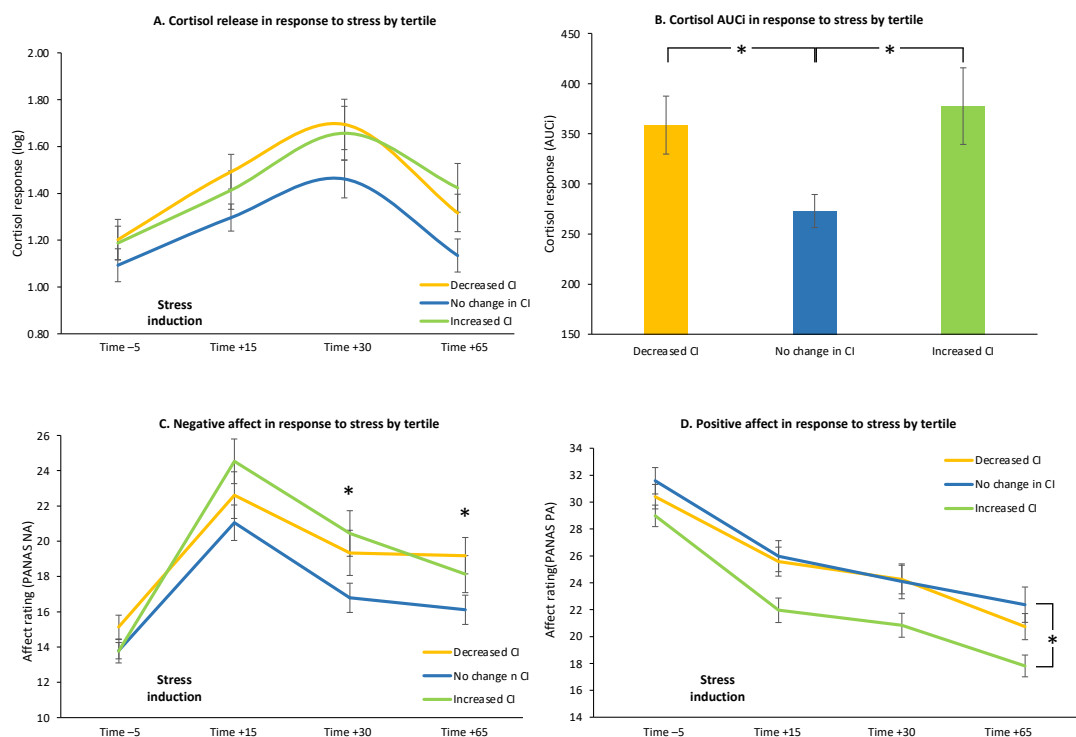 A. Cortisol release in response to stress by tertile
2.00
1.80
1.60
1.40
1.20
1.00
0.80
Cortisol response (log)
Decreased CI
No change in CI
Increased CI
Stress
induction
Time –5
Time +15
Time +30
Time +65
B. Cortisol AUCi in response to stress by tertile
450
400
350
300
250
200
150
Cortisol response (AUCi)
*
*
Decreased CI
No change in CI
Increased CI
C. Negative affect in response to stress by tertile
26
24
22
20
18
16
14
12
10
Affect rating (PANAS NA)
*
*
Decreased CI
No change n CI
Increased CI
Stress
induction
Time –5
Time +15
Time +30
Time +65
D. Positive affect in response to stress by tertile
34
32
30
28
26
24
22
20
18
16
14
Affect rating(PANAS PA)
Decreased CI
No change in CI
Increased CI
*
Stress
induction
Time –5
Time +15
Time +30
Time +65